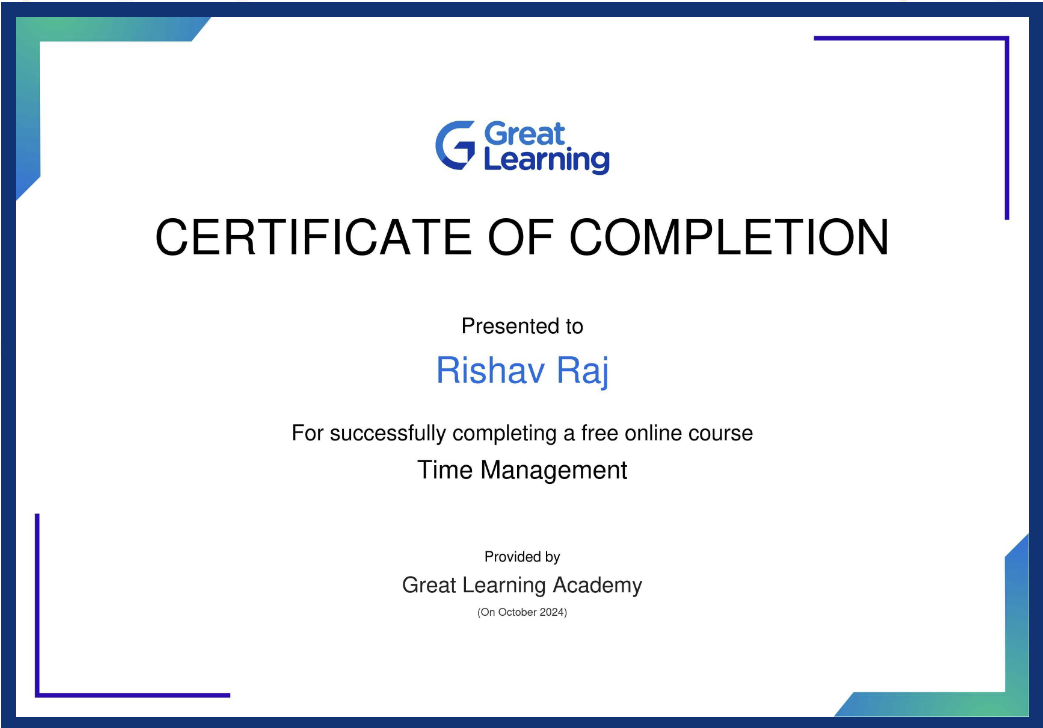 Great
Learning
CERTIFICATE OF COMPLETION
Presented to
Rishav Raj
For successfully completing a free online course
Time Management
Provided by
Great Learning Academy
(On October 2024)